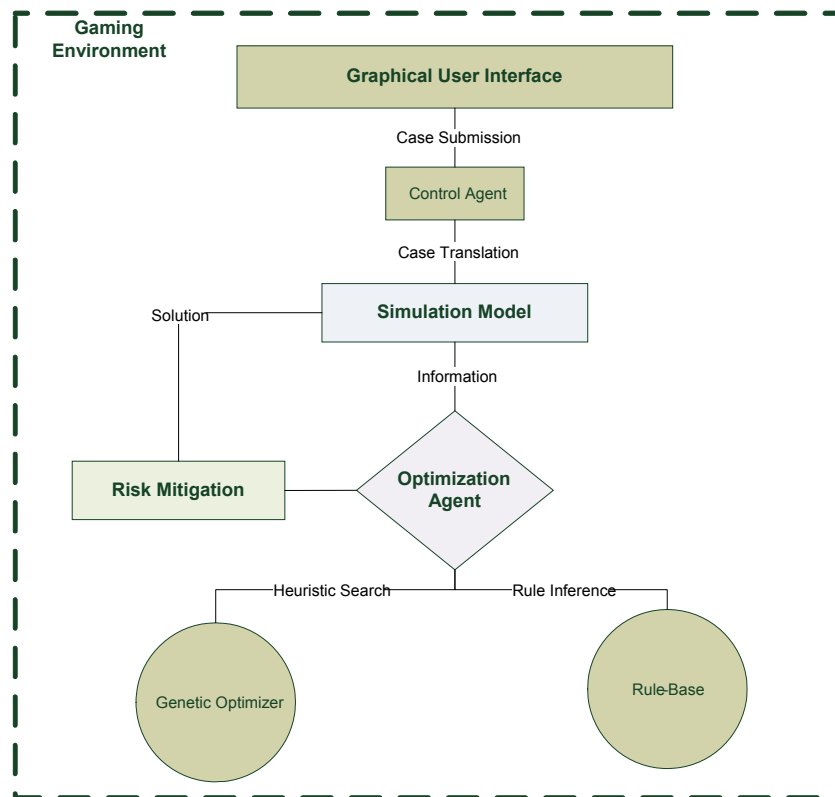 Gaming
Environment
Graphical User Interface
Case Submission
Control Agent
Case Translation
Simulation Model
Solution
Information
Optimization
Agent
Risk Mitigation
Heuristic Search
Rule Inference
Genetic Optimizer
Rule-Base